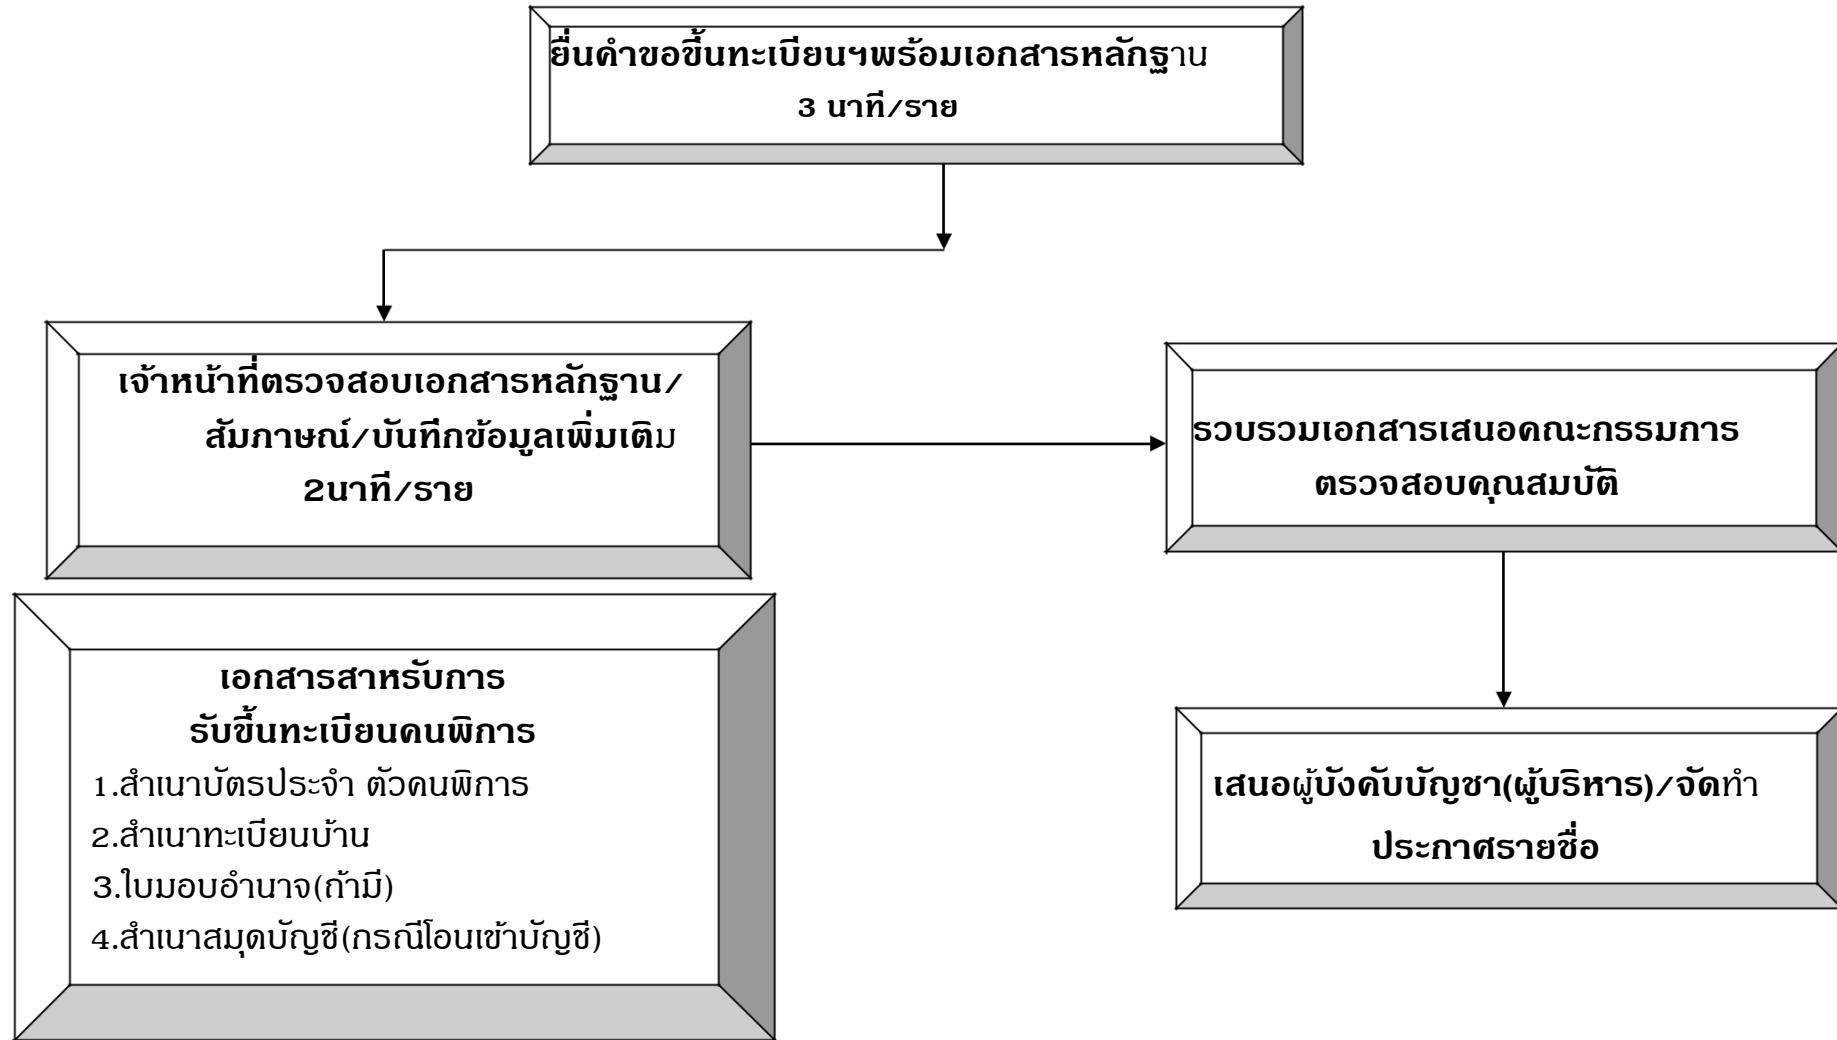 ยื่นคำขอขึ้นทะเบียนฯพร้อมเอกสารหลักฐาน
3 นาที/ราย
เจ้าหน้าที่ตรวจสอบเอกสารหลักฐาน/
สัมภาษณ์/บันทึกข้อมูลเพิ่มเติม
2นาที/ราย
รวบรวมเอกสารเสนอคณะกรรมการ
ตรวจสอบคุณสมบัติ
เอกสารสาหรับการ
รับขึ้นทะเบียนคนพิการ
1.สำเนาบัตรประจำ ตัวคนพิการ
2.สำเนาทะเบียนบ้าน
3.ใบมอบอำนาจ(ถ้ามี)
4.สำเนาสมุดบัญชี(กรณีโอนเข้าบัญชี)
เสนอผู้บังคับบัญชา(ผู้บริหาร)/จัดทำ
ประกาศรายชื่อ